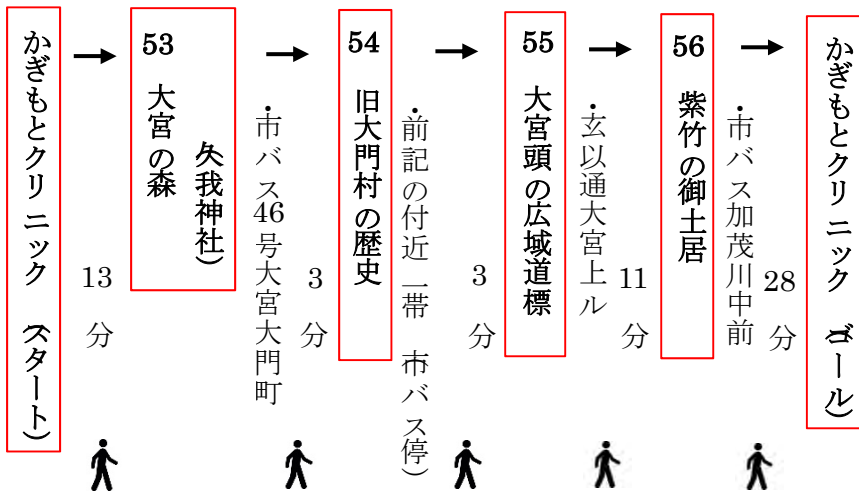 かぎもとクリニック （スタート）
13分
53 大宮の森
（久我神社）
・市バス46号大宮大門町
3分
54 旧大門村の歴史
・前記の付近一帯（市バス停）
3分
55 大宮頭の広域道標
・玄以通大宮上ル
11分
56 紫竹の御土居
・市バス加茂川中前
28分
かぎもとクリニック （ゴール）